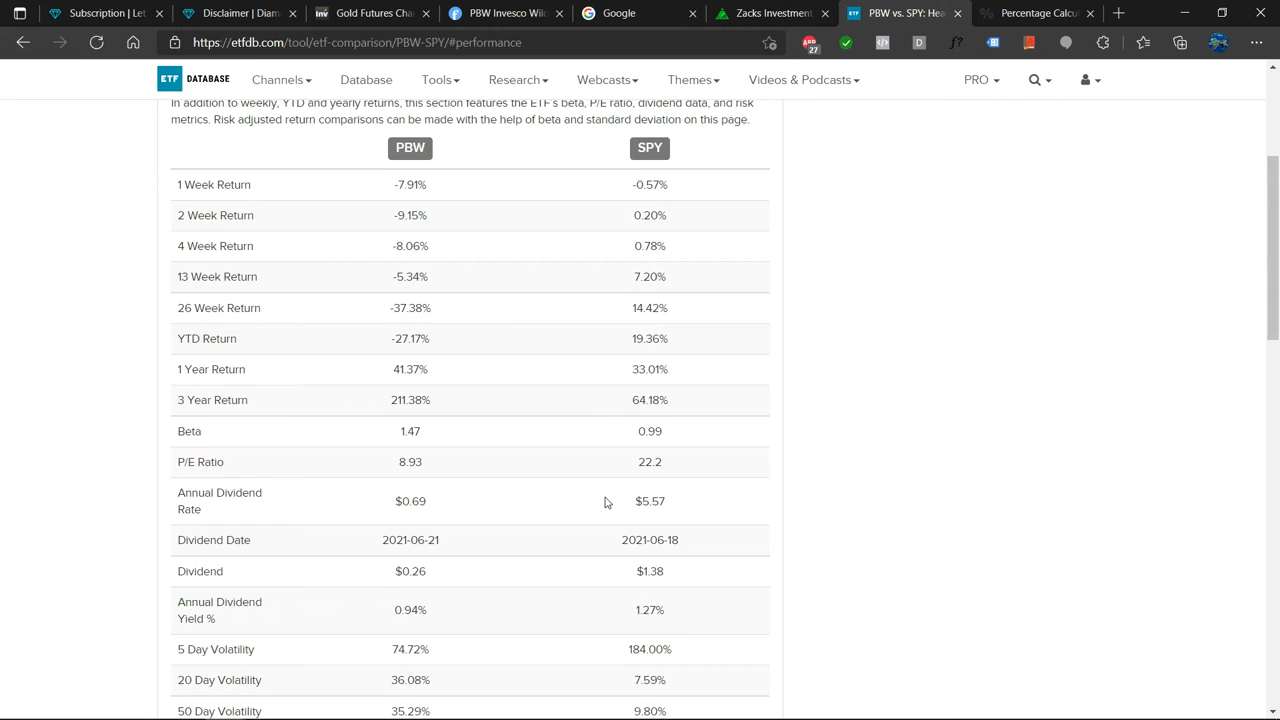 Subscription | Let
Disclaimer | Diam
inv Gold Futures Cha
PBW Invesco Wild
Google
Zacks Investment
PBW vs. SPY: Hea
Percentage Calcu
https://etfdb.com/tool/etf-comparison/PBW-SPY/#performance
27
D
f?
ETF DATABASE
Channels
Database
Tools
Research
Webcasts
Themes
Videos & Podcasts
PRO
In addition to weekly, YTD and yearly returns, this section features the ETF's beta, P/E ratio, dividend data, and risk
metrics. Risk adjusted return comparisons can be made with the help of beta and standard deviation on this page.
PBW SPY
1 Week Return -7.91% -0.57%
2 Week Return -9.15% 0.20%
4 Week Return -8.06% 0.78%
13 Week Return -5.34% 7.20%
26 Week Return -37.38% 14.42%
YTD Return -27.17% 19.36%
1 Year Return 41.37% 33.01%
3 Year Return 211.38% 64.18%
Beta 1.47 0.99
P/E Ratio 8.93 22.2
Annual Dividend
Rate $0.69 $5.57
Dividend Date 2021-06-21 2021-06-18
Dividend $0.26 $1.38
Annual Dividend
Yield % 0.94% 1.27%
5 Day Volatility 74.72% 184.00%
20 Day Volatility 36.08% 7.59%
50 Day Volatility 35.29% 9.80%